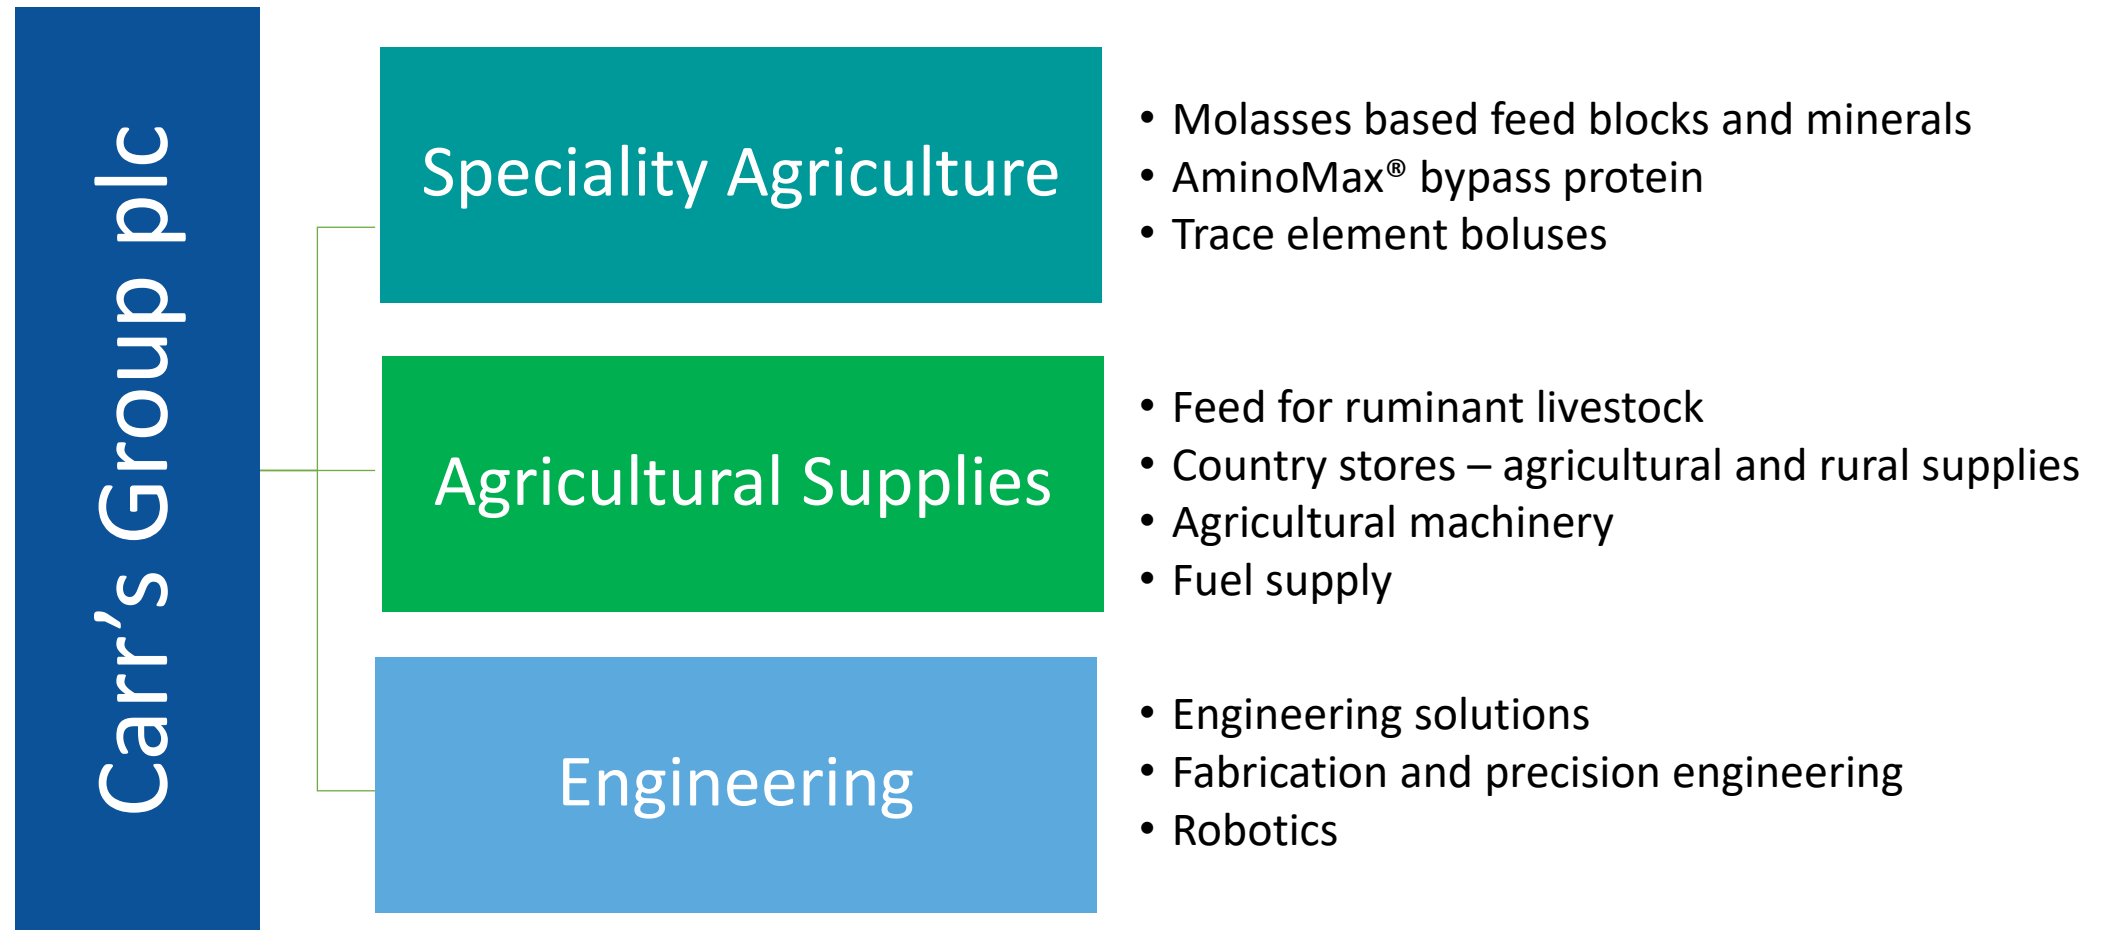 Carr’s Group plc
Speciality Agriculture
• Molasses based feed blocks and minerals
• AminoMax® bypass protein
• Trace element boluses
Agricultural Supplies
• Feed for ruminant livestock
• Country stores – agricultural and rural supplies
• Agricultural machinery
• Fuel supply
Engineering
• Engineering solutions
• Fabrication and precision engineering
• Robotics